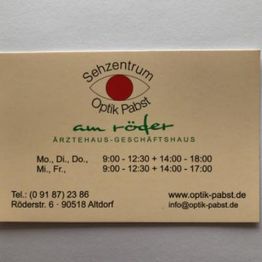 Sehzentrum
Optik Pabst
am röder
ÄRZTEHAUS-GESCHÄFTSHAUS
Mo., Di., Do., 9:00 - 12:30 + 14:00 - 18:00
Mi., Fr., 9:00 - 12:30 + 14:00 - 17:00
Tel.: (0 91 87) 23 86 www.optik-pabst.de
Röderstr. 6 · 90518 Altdorf info@optik-pabst.de